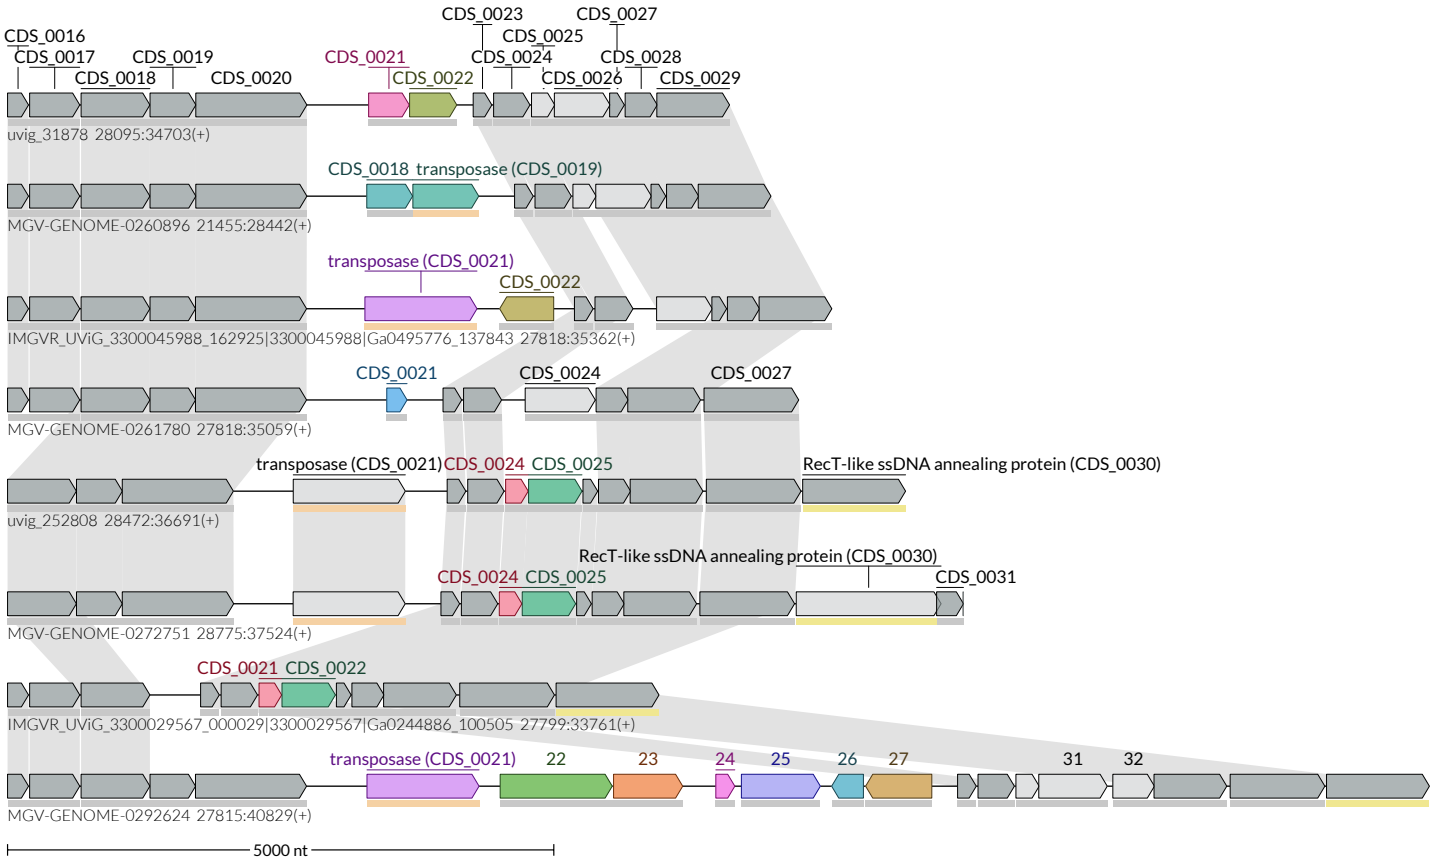 CDS_0023 CDS_0027
CDS_0016 CDS_0025
CDS_0017 CDS_0019 CDS_0021 CDS_0024 CDS_0028
CDS_0018 CDS_0020 CDS_0022 CDS_0026 CDS_0029
uvig_31878 28095:34703(+)
CDS_0018 transposase (CDS_0019)
MGV-GENOME-0260896 21455:28442(+)
transposase (CDS_0021)
CDS_0022
IMGVR_UViG_3300045988_162925|3300045988|Ga0495776_137843 27818:35362(+)
CDS_0021 CDS_0024 CDS_0027
MGV-GENOME-0261780 27818:35059(+)
transposase (CDS_0021) CDS_0024 CDS_0025 RecT-like ssDNA annealing protein (CDS_0030)
uvig_252808 28472:36691(+)
RecT-like ssDNA annealing protein (CDS_0030)
CDS_0024 CDS_0025 CDS_0031
MGV-GENOME-0272751 28775:37524(+)
CDS_0021 CDS_0022
IMGVR_UViG_3300029567_000029|3300029567|Ga0244886_100505 27799:33761(+)
transposase (CDS_0021) 22 23 24 25 26 27 31 32
MGV-GENOME-0292624 27815:40829(+)
5000 nt